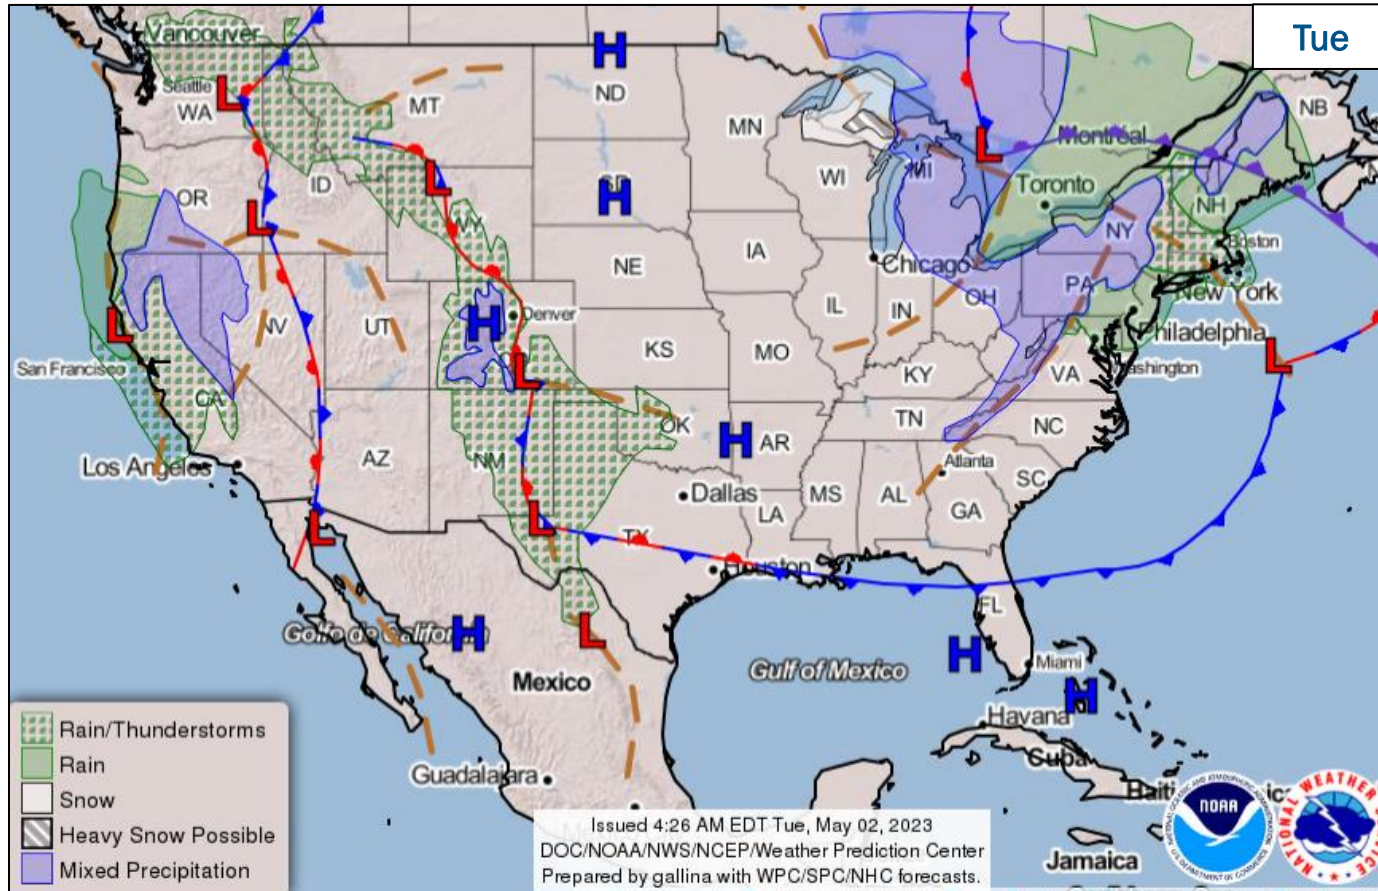 Tue
Vancouver
Seattle
WA
MT
ND
MN
NB
Montréal
OR
ID
WI
MI
Toronto
NH
WY
NY
Boston
IA
NE
Chicago
New York
IL
IN
OH
PA
Philadelphia
NV
UT
Denver
San Francisco
KS
MO
KY
VA
Washington
CA
OK
AR
TN
NC
Los Angeles
AZ
NM
Atlanta
SC
Dallas
MS
AL
GA
LA
TX
Houston
FL
Golfo de California
Gulf of Mexico
Miami
Mexico
Havana
Cuba
Guadalajara
Jamaica
H
H
H
H
H
H
H
L
L
L
L
L
L
L
L
L
L
Rain/Thunderstorms
Rain
Snow
Heavy Snow Possible
Mixed Precipitation
Issued 4:26 AM EDT Tue, May 02, 2023
DOC/NOAA/NWS/NCEP/Weather Prediction Center
Prepared by gallina with WPC/SPC/NHC forecasts.
NOAA